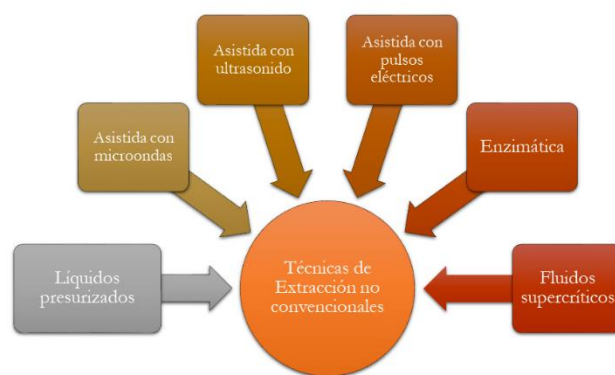 Asistida con
ultrasonido
Asistida con
pulsos
eléctricos
Asistida con
microondas
Enzimática
Líquidos
presurizados
Técnicas de
Extracción no
convencionales
Fluidos
supercríticos